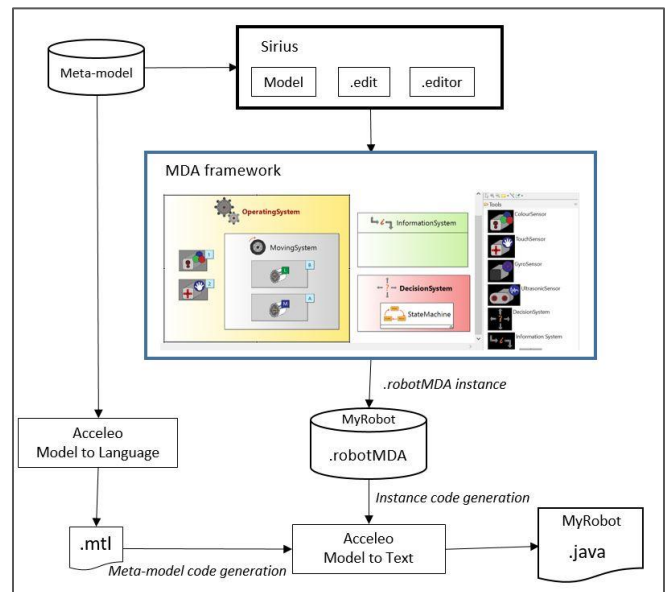 Sirius
Meta-model
Model
.edit
.editor
MDA framework
Tools
OperatingSystem
ColourSensor
InformationSystem
MovingSystem
TouchSensor
1
B
GyroSensor
2
DecisionSystem
UltrasonicSensor
A
StateMachine
DecisionSystem
Information System
.robotMDA instance
MyRobot
.robotMDA
Acceleo
Model to Language
Instance code generation
.mtl
Acceleo
Model to Text
MyRobot
.java
Meta-model code generation